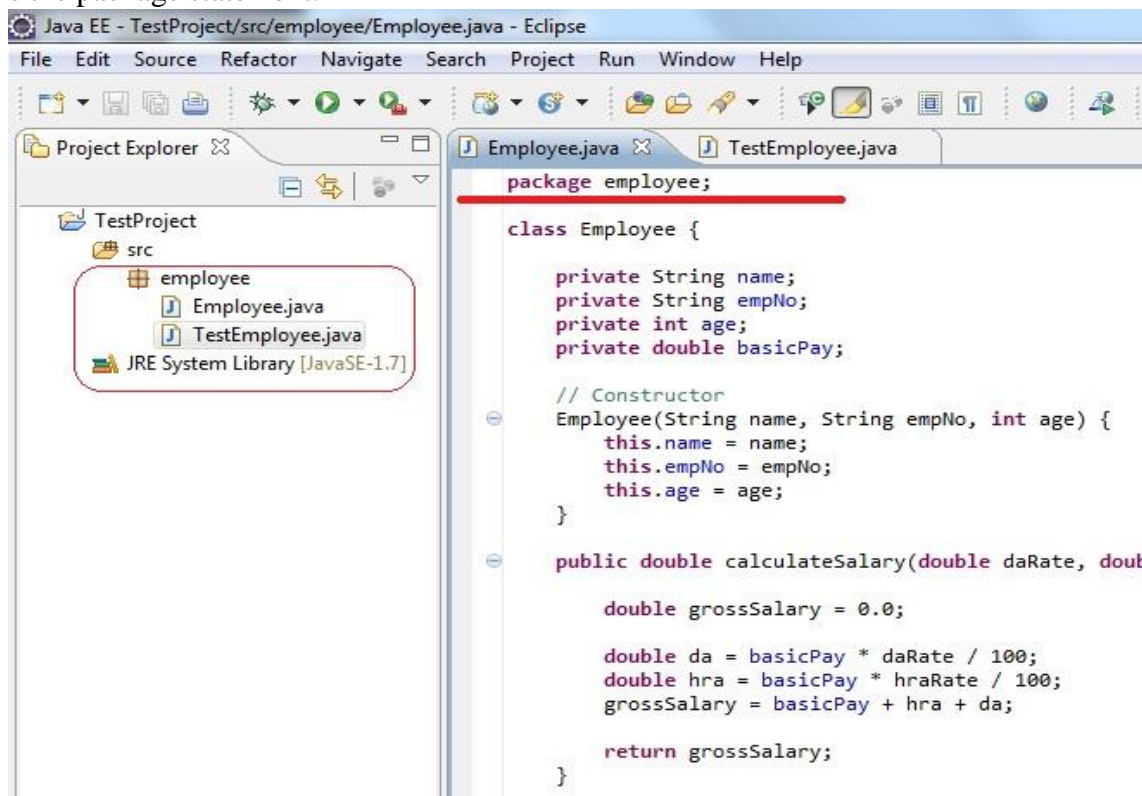 s the package statement.
Java EE - TestProject/src/employee/Employee.java - Eclipse
File Edit Source Refactor Navigate Search Project Run Window Help
Project Explorer
TestProject
src
employee
Employee.java
TestEmployee.java
JRE System Library [JavaSE-1.7]
Employee.java TestEmployee.java
package employee;
class Employee {
private String name;
private String empNo;
private int age;
private double basicPay;
// Constructor
Employee(String name, String empNo, int age) {
this.name = name;
this.empNo = empNo;
this.age = age;
}
public double calculateSalary(double daRate, doub
double grossSalary = 0.0;
double da = basicPay * daRate / 100;
double hra = basicPay * hraRate / 100;
grossSalary = basicPay + hra + da;
return grossSalary;
}